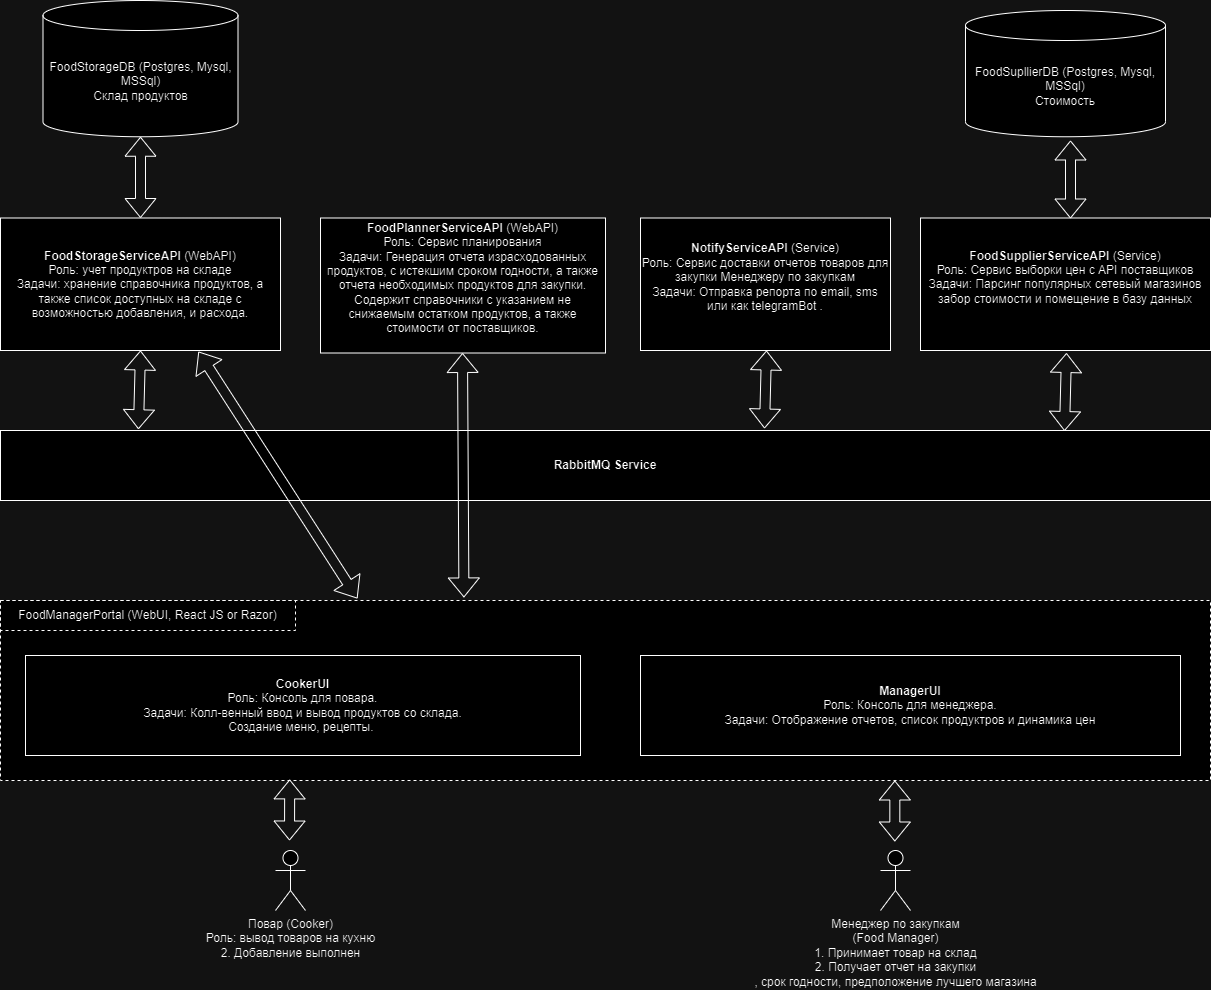 FoodStorageDB (Postgres, Mysql,
MSSql)
Склад продуктов
FoodSupllierDB (Postgres, Mysql,
MSSql)
Стоимость
FoodStorageServiceAPI (WebAPI)
Роль: учет продуктров на складе
Задачи: хранение справочника продуктов, а
также список доступных на складе с
возможностью добавления, и расхода.
FoodPlannerServiceAPI (WebAPI)
Роль: Сервис планирования
Задачи: Генерация отчета израсходованных
продуктов, с истекшим сроком годности, а также
отчета необходимых продуктов для закупки.
Содержит справочники с указанием не
снижаемым остатком продуктов, а также
стоимости от поставщиков.
NotifyServiceAPI (Service)
Роль: Сервис доставки отчетов товаров для
закупки Менеджеру по закупкам
Задачи: Отправка репорта по email, sms
или как telegramBot .
FoodSupplierServiceAPI (Service)
Роль: Сервис выборки цен с API поставщиков
Задачи: Парсинг популярных сетевый магазинов
забор стоимости и помещение в базу данных
RabbitMQ Service
FoodManagerPortal (WebUI, React JS or Razor)
CookerUI
Роль: Консоль для повара.
Задачи: Колл-венный ввод и вывод продуктов со склада.
Создание меню, рецепты.
ManagerUI
Роль: Консоль для менеджера.
Задачи: Отображение отчетов, список продуктров и динамика цен
Повар (Cooker)
Роль: вывод товаров на кухню
2. Добавление выполнен
Менеджер по закупкам
(Food Manager)
1. Принимает товар на склад
2. Получает отчет на закупки
, срок годности, предположение лучшего магазина